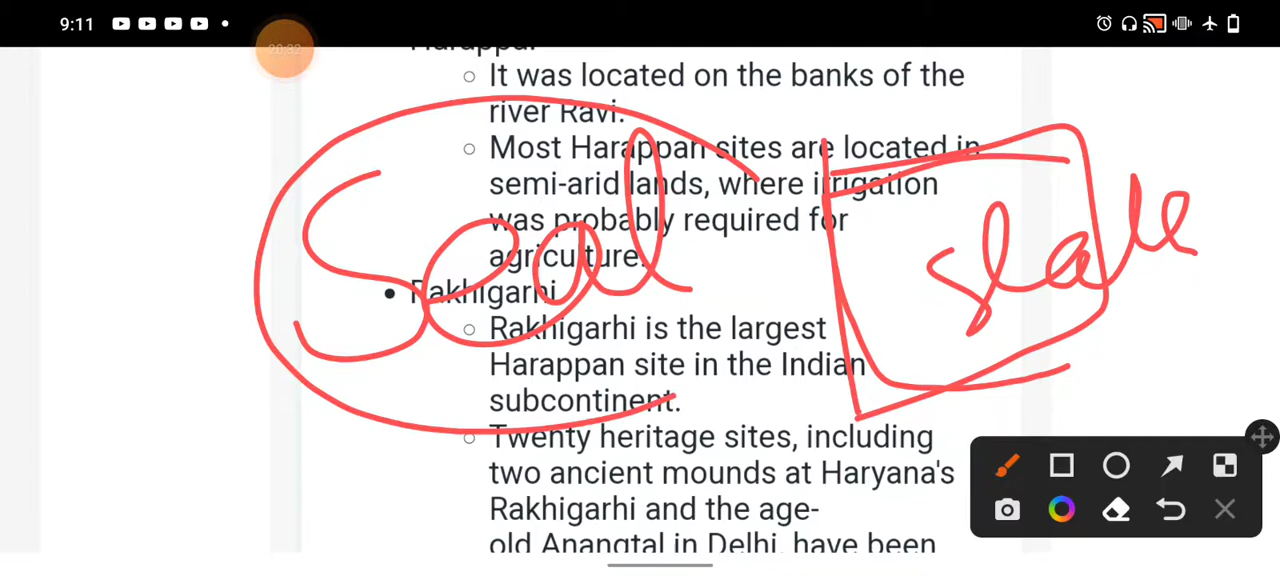 9:11
20:32
Harappa:
It was located on the banks of the
river Ravi.
Most Harappan sites are located in
semi-arid lands, where irrigation
was probably required for
agriculture.
Rakhigarhi
Rakhigarhi is the largest
Harappan site in the Indian
subcontinent.
Twenty heritage sites, including
two ancient mounds at Haryana's
Rakhigarhi and the age-
old Anangtal in Delhi, have been
Seal